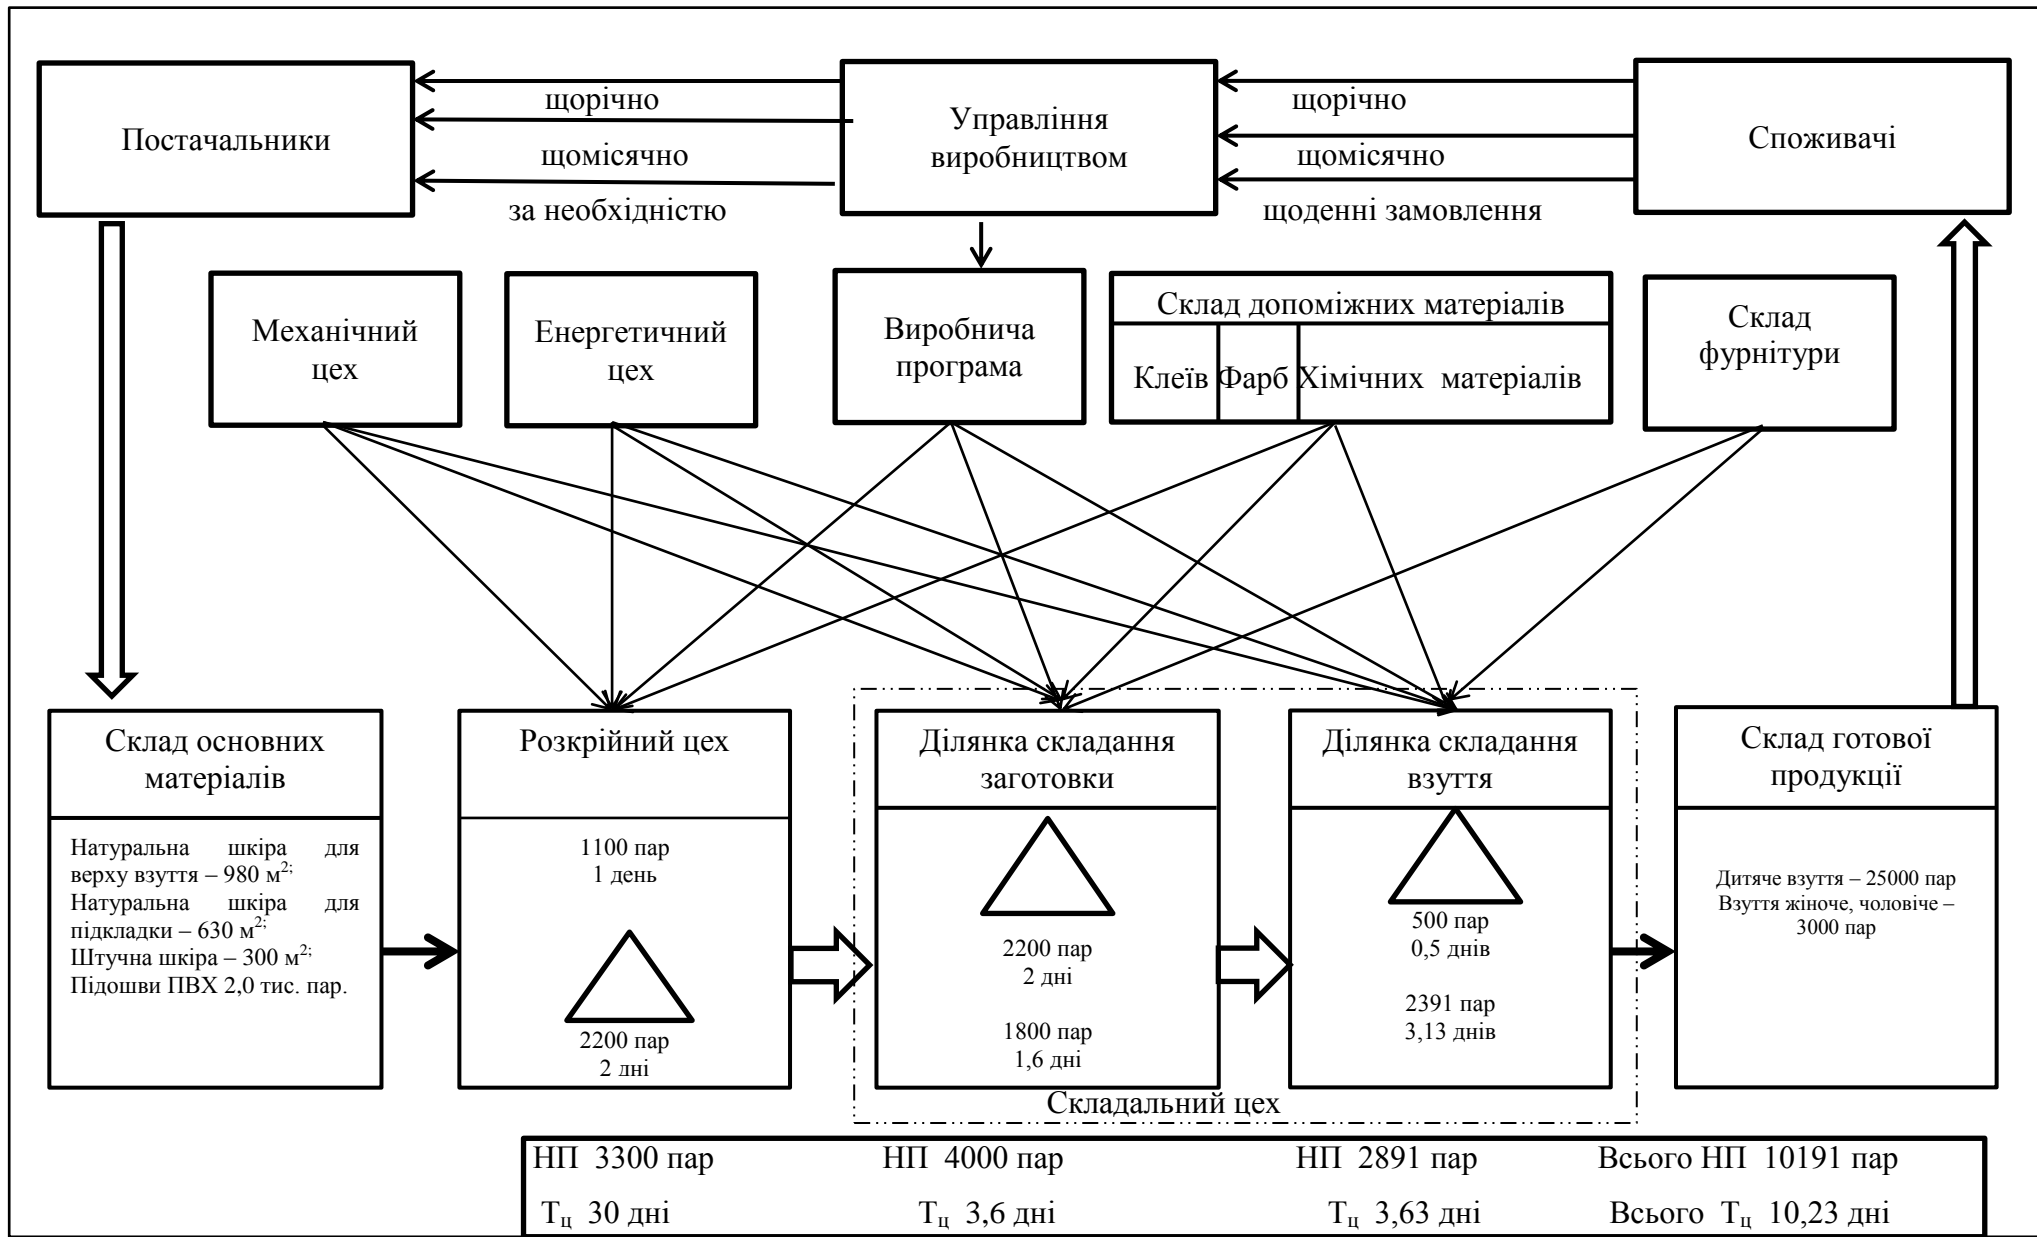 Постачальники
щорічно
щомісячно
за необхідністю
Управління
виробництвом
щорічно
щомісячно
щоденні замовлення
Споживачі
Механічний
цех
Енергетичний
цех
Виробнича
програма
Склад допоміжних матеріалів
Клеїв Фарб Хімічних матеріалів
Склад
фурнітури
Склад основних
матеріалів
Натуральна шкіра для
верху взуття – 980 м²;
Натуральна шкіра для
підкладки – 630 м²;
Штучна шкіра – 300 м²;
Підошви ПВХ 2,0 тис. пар.
Розкрійний цех
1100 пар
1 день
2200 пар
2 дні
Ділянка складання
заготовки
2200 пар
2 дні
1800 пар
1,6 дні
Ділянка складання
взуття
500 пар
0,5 днів
2391 пар
3,13 днів
Складальний цех
Склад готової
продукції
Дитяче взуття – 25000 пар
Взуття жіноче, чоловіче –
3000 пар
НП 3300 пар НП 4000 пар НП 2891 пар Всього НП 10191 пар
Тц 30 дні Тц 3,6 дні Тц 3,63 дні Всього Тц 10,23 дні